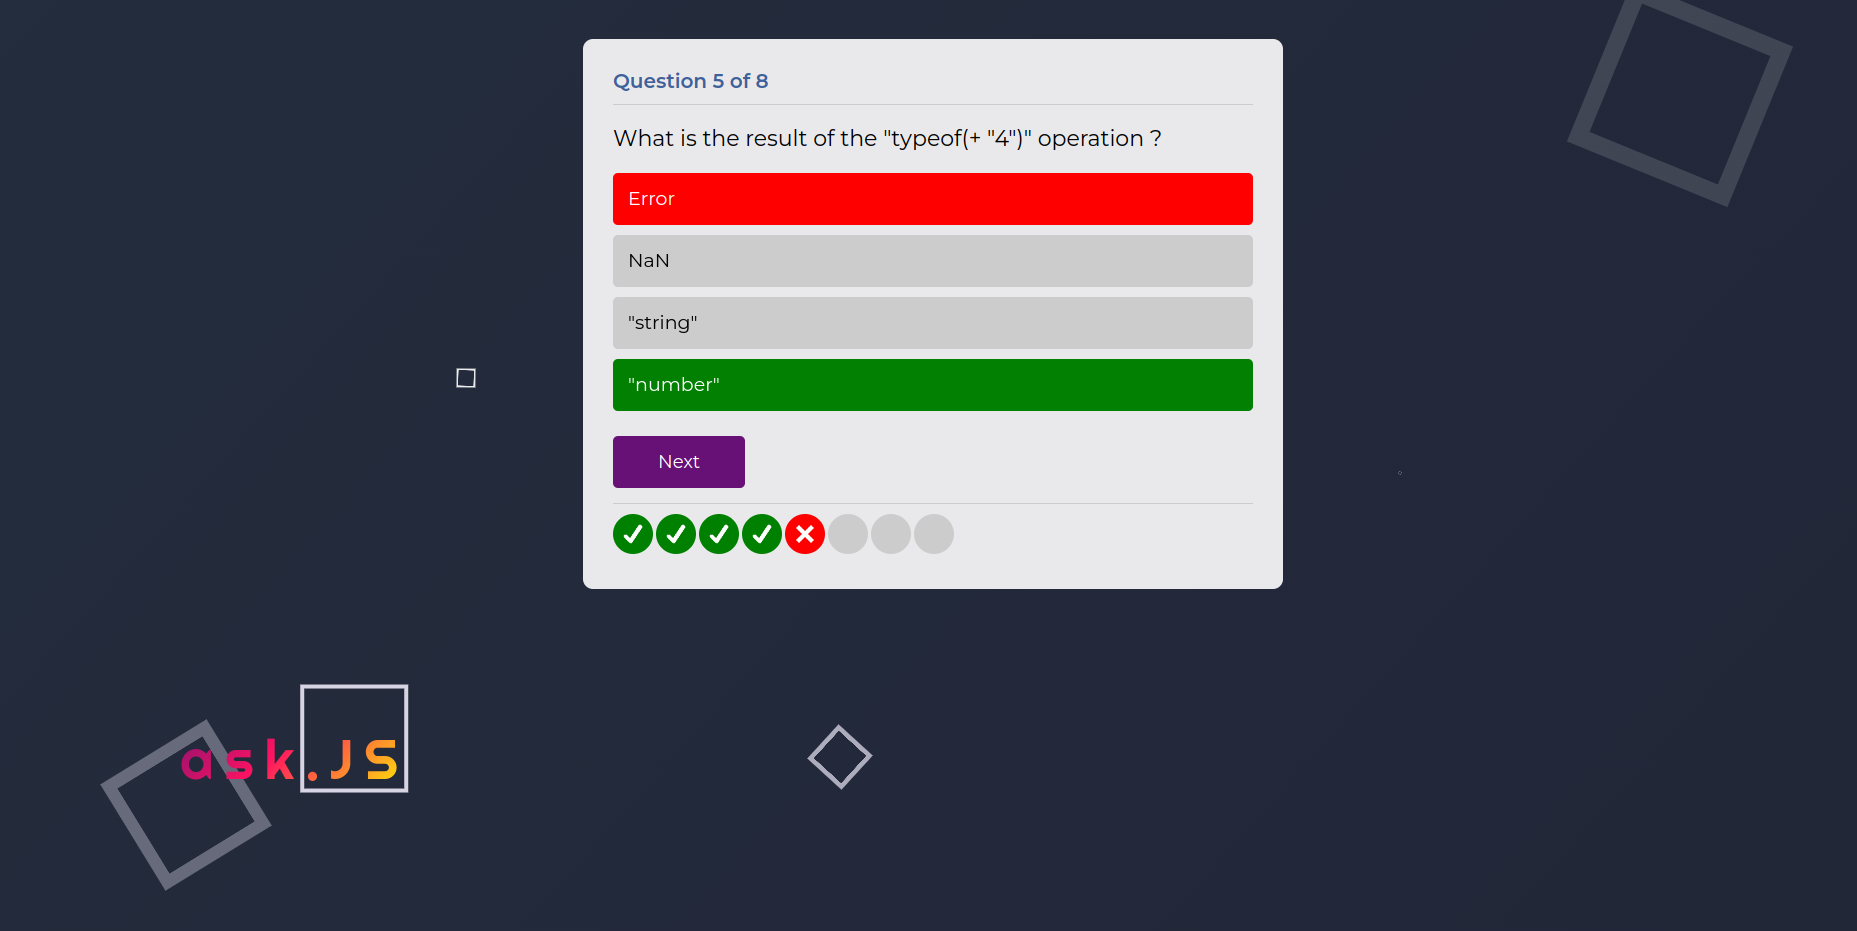 Question 5 of 8
What is the result of the "typeof(+ "4")" operation ?
Error
NaN
"string"
"number"
Next
ask.JS